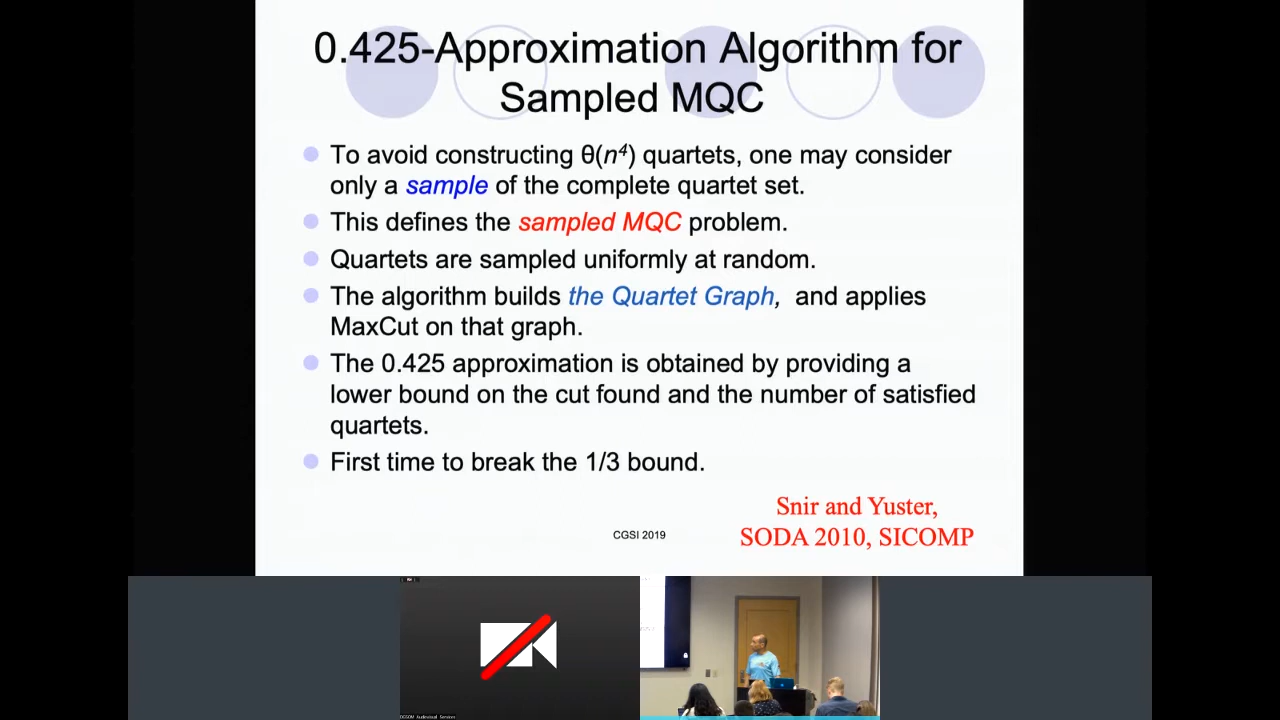 0.425-Approximation Algorithm for
Sampled MQC
To avoid constructing θ(n⁴) quartets, one may consider
only a sample of the complete quartet set.
This defines the sampled MQC problem.
Quartets are sampled uniformly at random.
The algorithm builds the Quartet Graph, and applies
MaxCut on that graph.
The 0.425 approximation is obtained by providing a
lower bound on the cut found and the number of satisfied
quartets.
First time to break the 1/3 bound.
Snir and Yuster,
SODA 2010, SICOMP
CGSI 2019